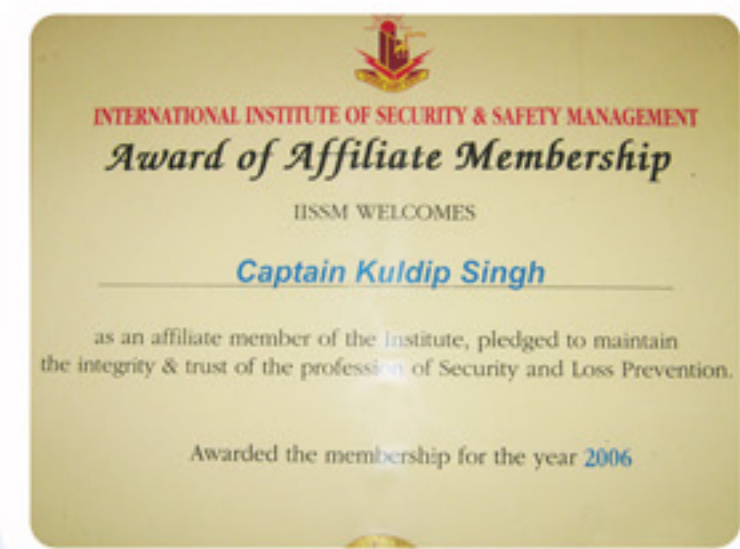 INTERNATIONAL INSTITUTE OF SECURITY & SAFETY MANAGEMENT
Award of Affiliate Membership
IISSM WELCOMES
Captain Kuldip Singh
as an affiliate member of the Institute, pledged to maintain
the integrity & trust of the profession of Security and Loss Prevention.
Awarded the membership for the year 2006